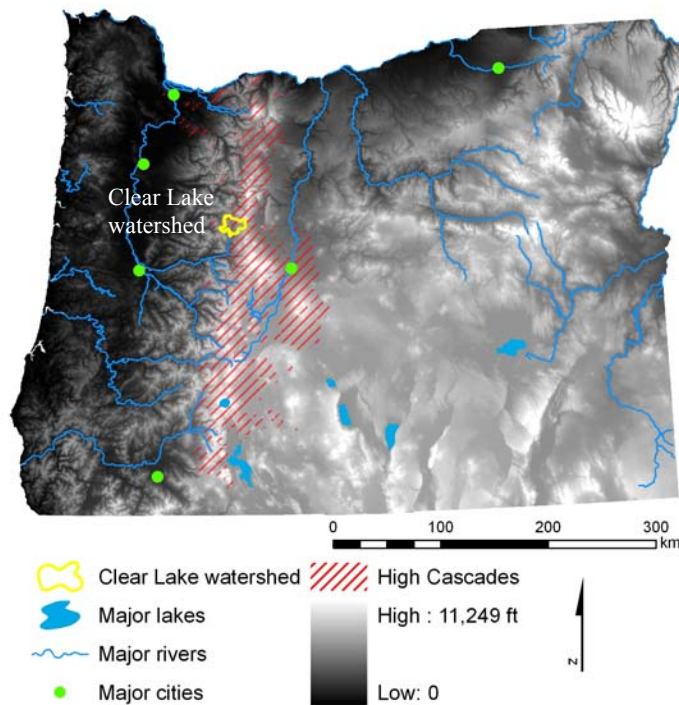 Clear Lake
watershed
0 100 200 300
km
Clear Lake watershed
Major lakes
Major rivers
Major cities
High Cascades
High : 11,249 ft
Low: 0
z